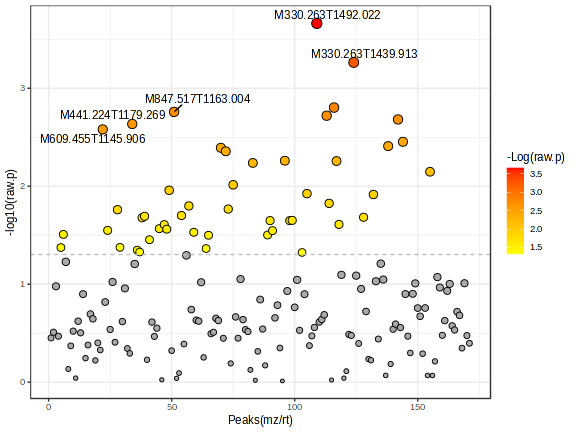 M330.263T1492.022
M330.263T1439.913
M847.517T1163.004
M441.224T1179.269
M609.455T1145.906
-log10(raw.p)
3
2
1
0
0
50
100
150
Peaks(mz/rt)
-Log(raw.p)
3.5
3.0
2.5
2.0
1.5